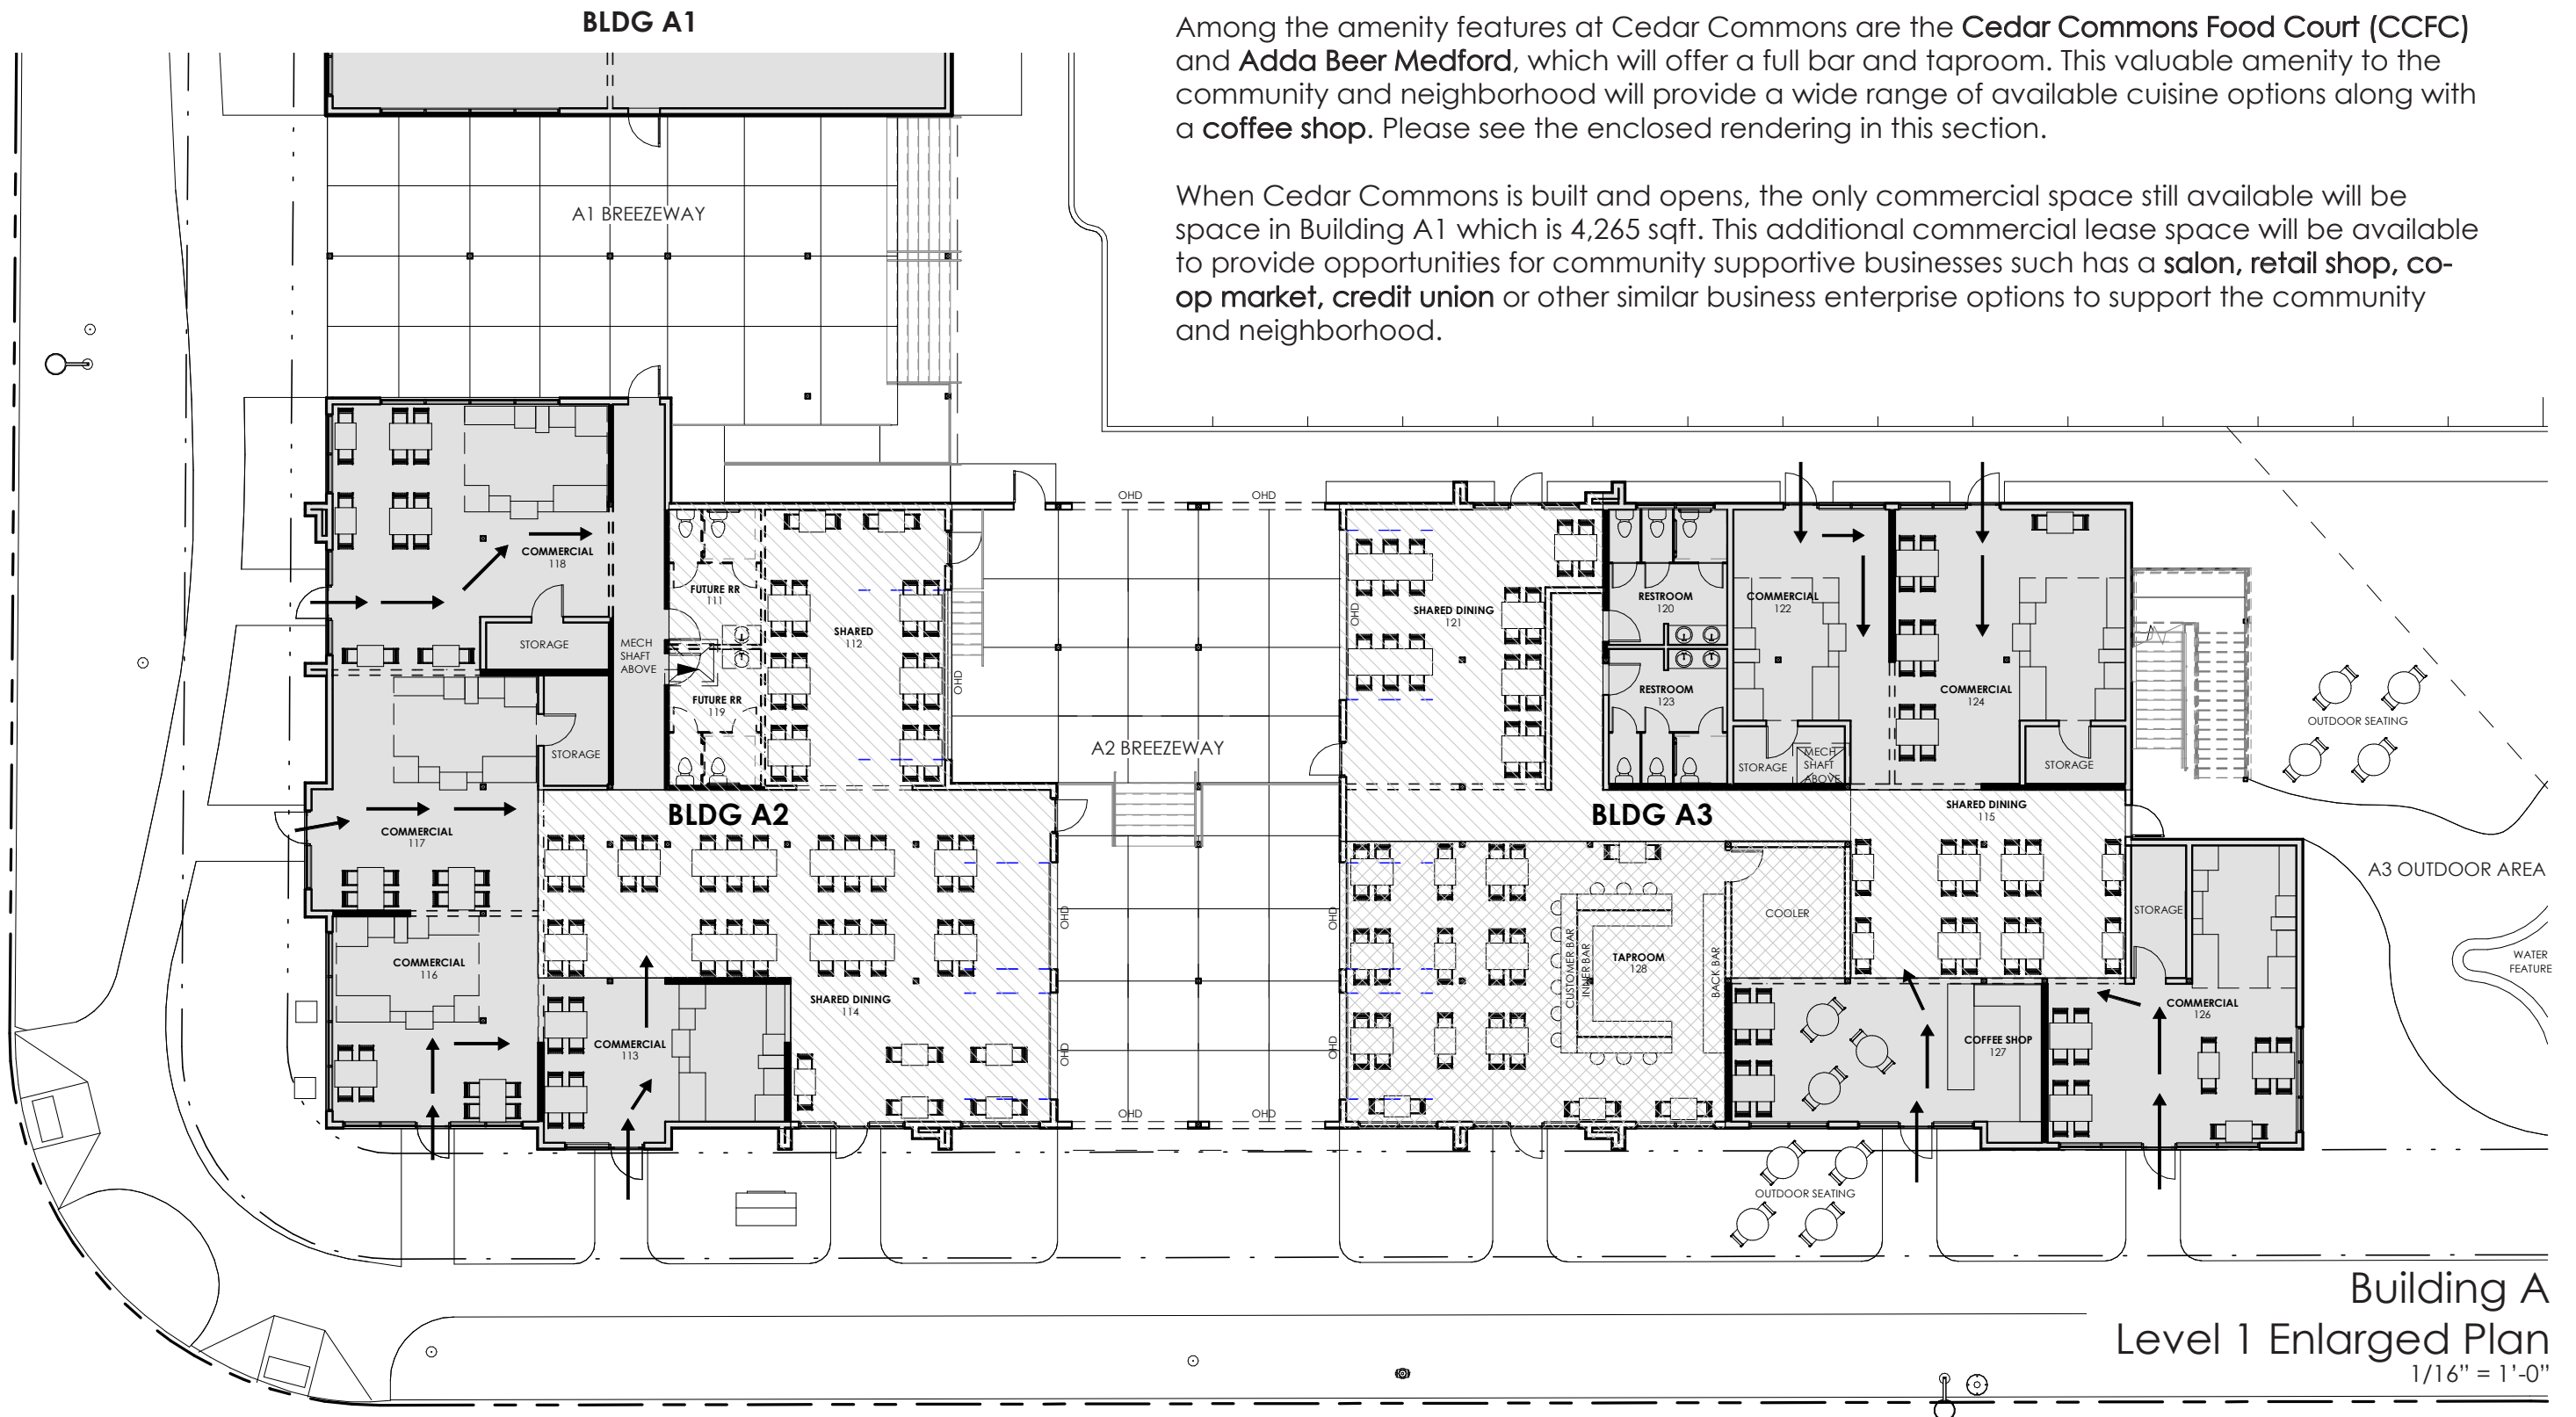 BLDG A1
Among the amenity features at Cedar Commons are the Cedar Commons Food Court (CCFC)
and Adda Beer Medford, which will offer a full bar and taproom. This valuable amenity to the
community and neighborhood will provide a wide range of available cuisine options along with
a coffee shop. Please see the enclosed rendering in this section.
When Cedar Commons is built and opens, the only commercial space still available will be
space in Building A1 which is 4,265 sqft. This additional commercial lease space will be available
to provide opportunities for community supportive businesses such has a salon, retail shop, co-
op market, credit union or other similar business enterprise options to support the community
and neighborhood.
A1 BREEZEWAY
OHD
OHD
COMMERCIAL
118
STORAGE
MECH
SHAFT
ABOVE
FUTURE RR
111
FUTURE RR
119
SHARED
112
OHD
STORAGE
A2 BREEZEWAY
OHD
SHARED DINING
121
RESTROOM
120
RESTROOM
123
COMMERCIAL
122
COMMERCIAL
124
STORAGE
MECH
SHAFT
ABOVE
STORAGE
OUTDOOR SEATING
BLDG A2
BLDG A3
SHARED DINING
115
COMMERCIAL
117
A3 OUTDOOR AREA
OHD
OHD
COOLER
STORAGE
COMMERCIAL
116
CUSTOMER BAR
INNER BAR
TAPROOM
128
BACK BAR
WATER
FEATURE
SHARED DINING
114
COMMERCIAL
113
OHD
OHD
COFFEE SHOP
127
COMMERCIAL
126
OHD
OHD
OUTDOOR SEATING
Building A
Level 1 Enlarged Plan
1/16" = 1'-0"